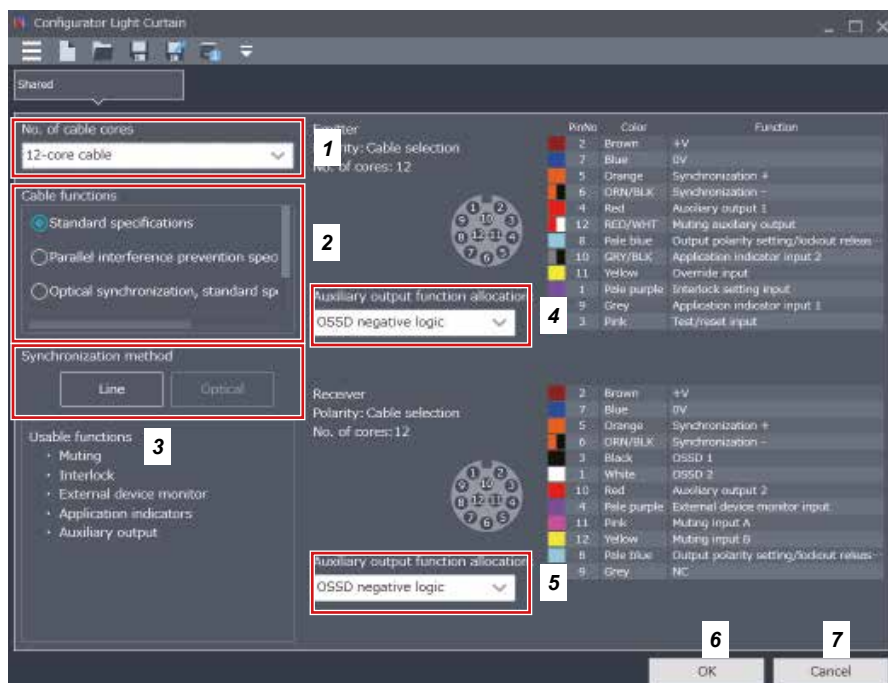 Configurator Light Curtain
Shared
No. of cable cores
12-core cable
1
Cable functions
Standard specifications
Parallel interference prevention spec
Optical synchronization, standard sp
2
Synchronization method
Line
Optical
3
Usable functions
・ Muting
・ Interlock
・ External device monitor
・ Application indicators
・ Auxiliary output
Emitter
Polarity: Cable selection
No. of cores: 12
Auxiliary output function allocation
OSSD negative logic
4
PinNo Color Function
2 Brown +V
7 Blue 0V
5 Orange Synchronization +
6 ORN/BLK Synchronization -
4 Red Auxiliary output 1
12 RED/WHT Muting auxiliary output
8 Pale blue Output polarity setting/lockout releas
10 GRY/BLK Application indicator input 2
11 Yellow Override input
1 Pale purple Interlock setting input
9 Grey Application indicator input 1
3 Pink Test/reset input
Receiver
Polarity: Cable selection
No. of cores: 12
Auxiliary output function allocation
OSSD negative logic
5
2 Brown +V
7 Blue 0V
5 Orange Synchronization +
6 ORN/BLK Synchronization -
3 Black OSSD 1
1 White OSSD 2
10 Red Auxiliary output 2
4 Pale purple External device monitor input
11 Pink Muting input A
12 Yellow Muting input B
8 Pale blue Output polarity setting/lockout releas...
9 Grey NC
6
7
OK
Cancel